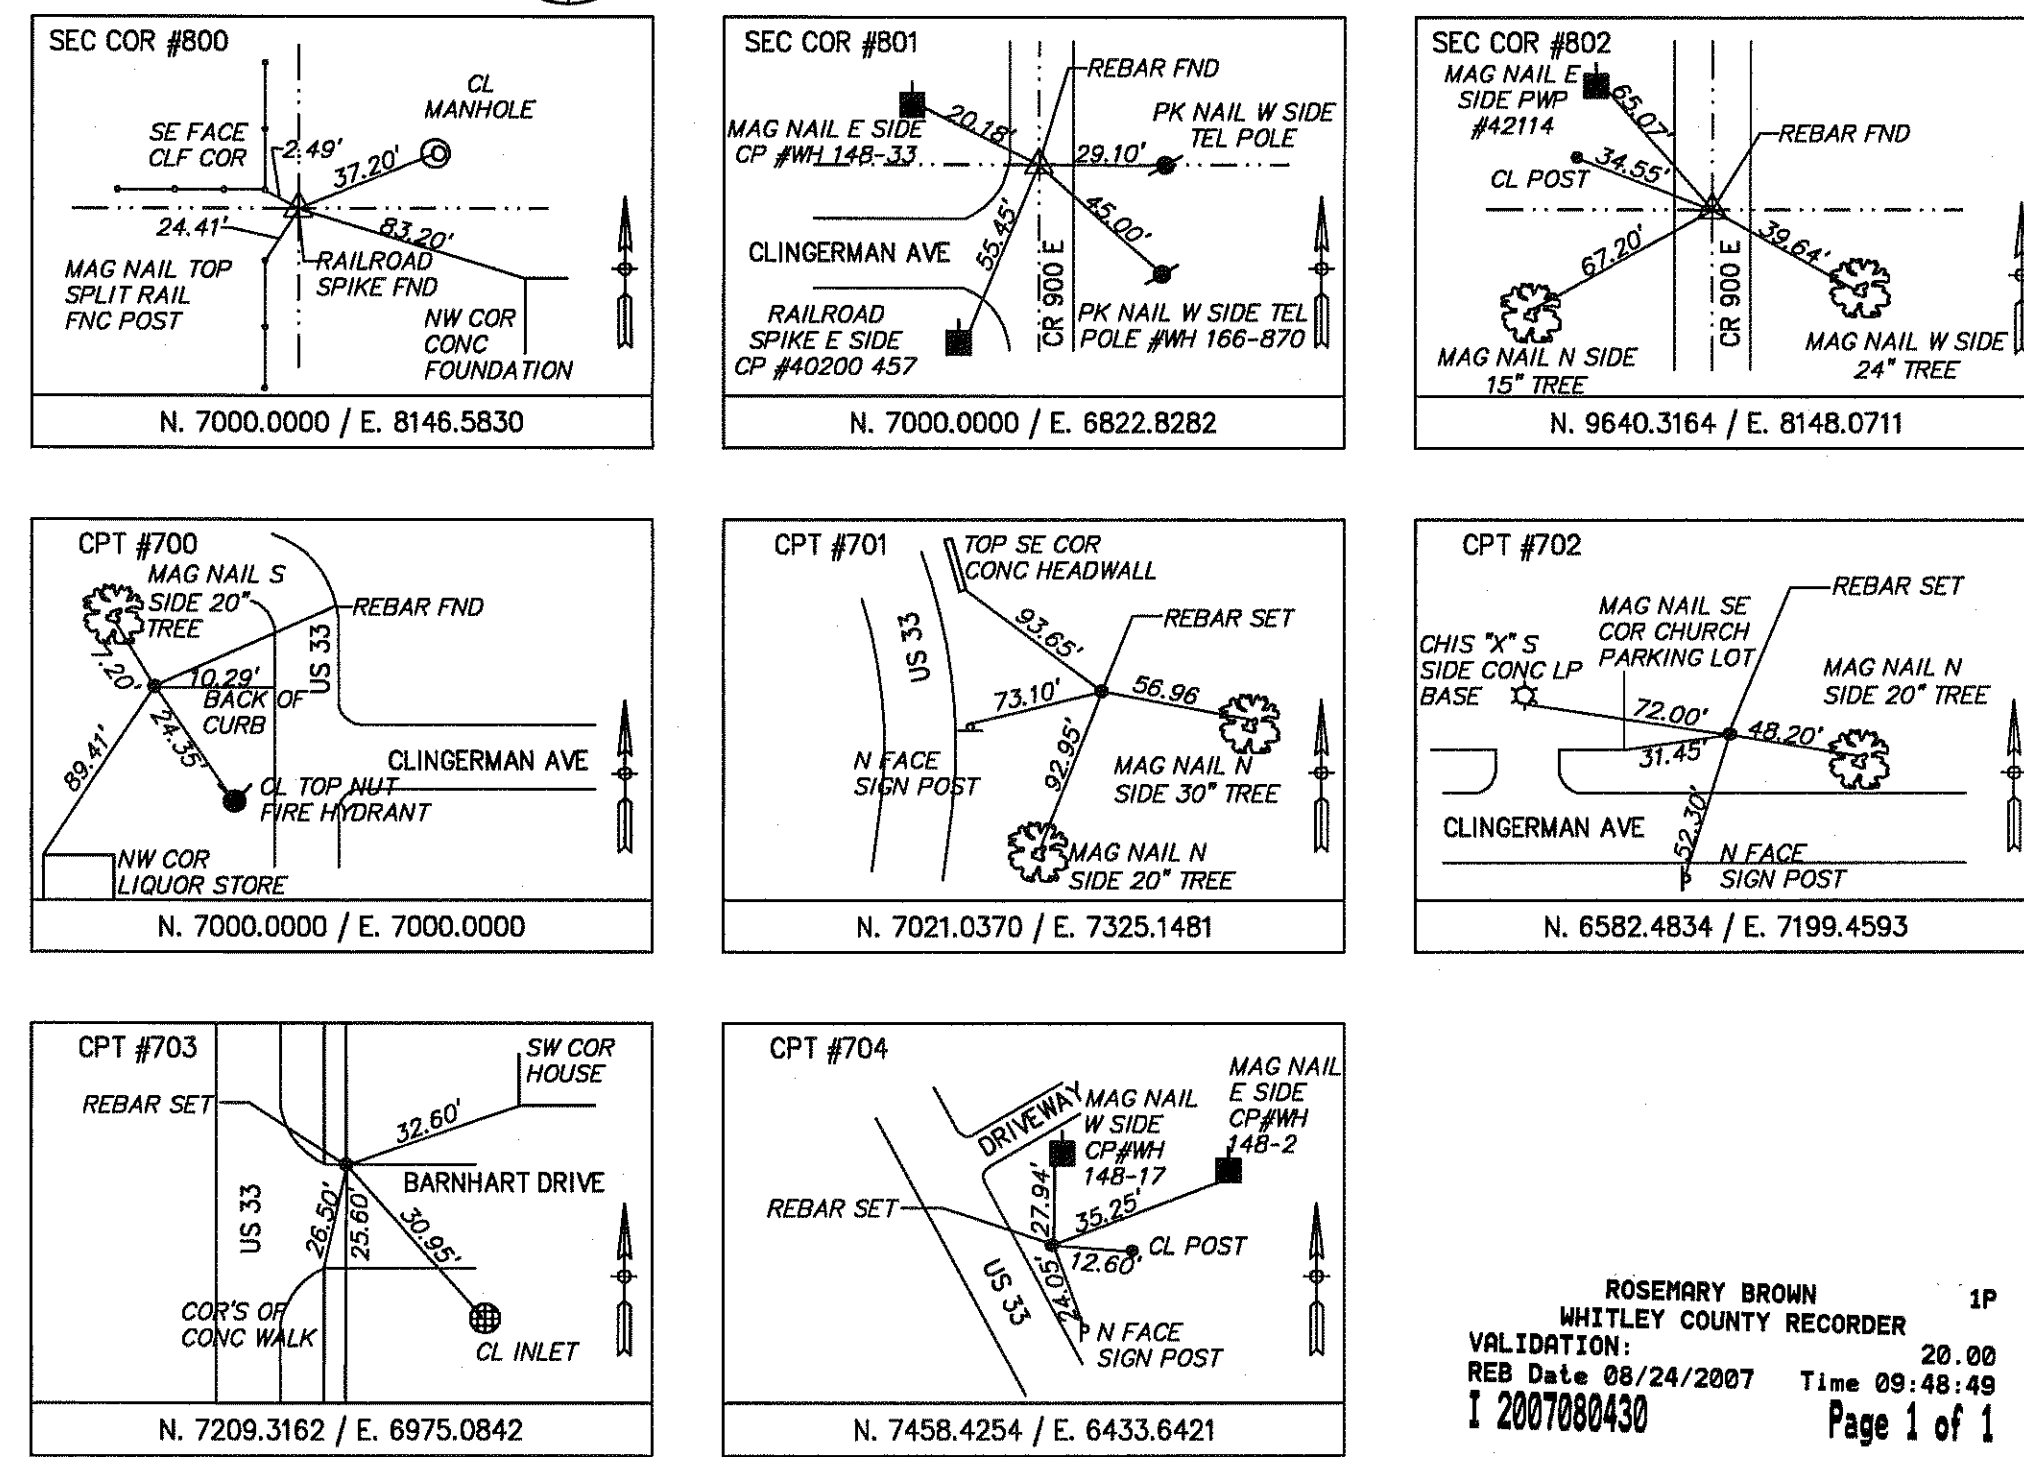 SEC COR #800
CL
MANHOLE
SE FACE
CLF COR
2.49'
37.20'
24.41'
83.20'
MAG NAIL TOP
SPLIT RAIL
FNC POST
RAILROAD
SPIKE FND
NW COR
CONC
FOUNDATION
N. 7000.0000 / E. 8146.5830
SEC COR #801
REBAR FND
20.18'
PK NAIL W SIDE
TEL POLE
MAG NAIL E SIDE
CP #WH 148-33
29.10'
45.00'
55.45'
CLINGERMAN AVE
CR 900 E
RAILROAD
SPIKE E SIDE
CP #40200 457
PK NAIL W SIDE TEL
POLE #WH 166-870
N. 7000.0000 / E. 6822.8282
SEC COR #802
MAG NAIL E
SIDE PWP
#42114
65.07'
REBAR FND
34.55'
CL POST
67.20'
39.64'
CR 900 E
MAG NAIL N SIDE
15" TREE
MAG NAIL W SIDE
24" TREE
N. 9640.3164 / E. 8148.0711
CPT #700
MAG NAIL S
SIDE 20"
TREE
REBAR FND
US 33
7.20'
10.29'
BACK OF
CURB
24.35'
89.41'
CLINGERMAN AVE
CL TOP NUT
FIRE HYDRANT
NW COR
LIQUOR STORE
N. 7000.0000 / E. 7000.0000
CPT #701
TOP SE COR
CONC HEADWALL
US 33
93.65'
REBAR SET
73.10'
56.96
92.95'
N FACE
SIGN POST
MAG NAIL N
SIDE 30" TREE
MAG NAIL N
SIDE 20" TREE
N. 7021.0370 / E. 7325.1481
CPT #702
REBAR SET
MAG NAIL SE
COR CHURCH
PARKING LOT
CHIS "X" S
SIDE CONC LP
BASE
MAG NAIL N
SIDE 20" TREE
72.00'
48.20'
31.45'
52.30'
CLINGERMAN AVE
N FACE
SIGN POST
N. 6582.4834 / E. 7199.4593
CPT #703
SW COR
HOUSE
REBAR SET
32.60'
BARNHART DRIVE
US 33
26.50'
25.60'
30.95'
COR'S OF
CONC WALK
CL INLET
N. 7209.3162 / E. 6975.0842
CPT #704
MAG NAIL
E SIDE
CP#WH
148-2
DRIVEWAY
MAG NAIL
W SIDE
CP#WH
148-17
REBAR SET
27.94'
35.25'
CL POST
12.60'
24.05'
US 33
N FACE
SIGN POST
N. 7458.4254 / E. 6433.6421
ROSEMARY BROWN 1P
WHITLEY COUNTY RECORDER
VALIDATION: 20.00
REB Date 08/24/2007 Time 09:48:49
I 2007080430 Page 1 of 1